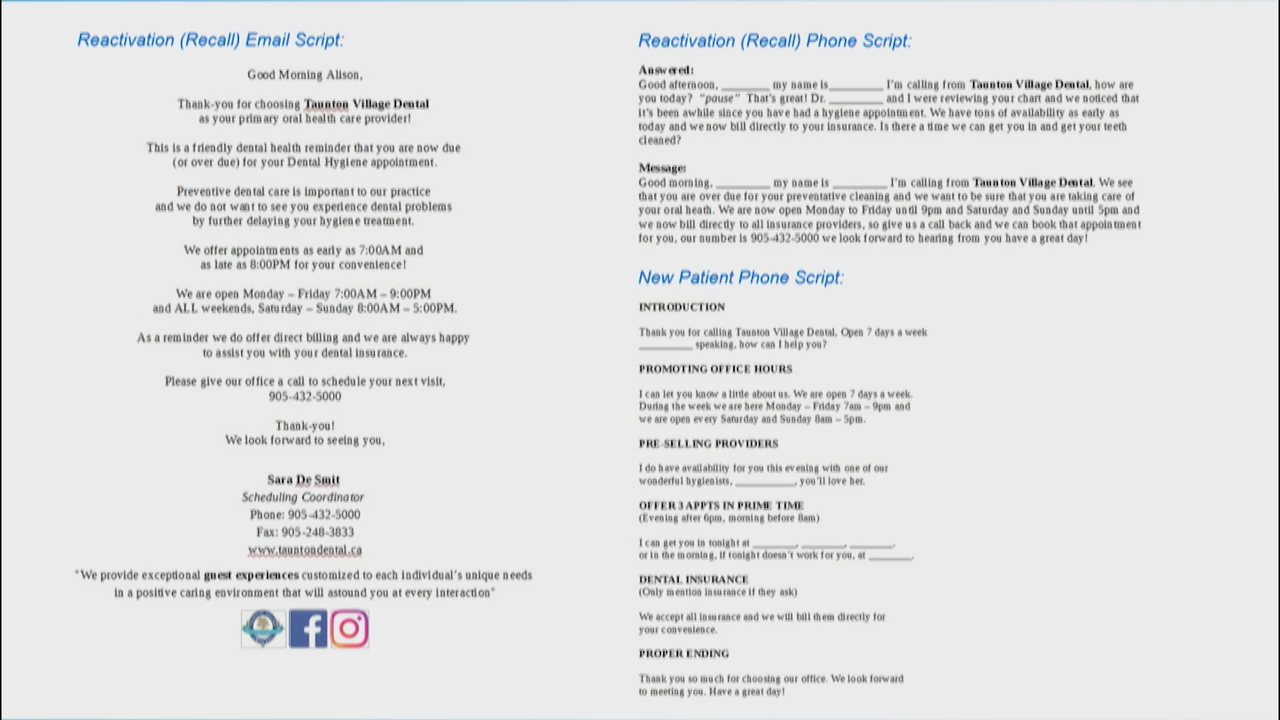 Reactivation (Recall) Email Script:
Good Morning Alison,
Thank-you for choosing Taunton Village Dental
as your primary oral health care provider!
This is a friendly dental health reminder that you are now due
(or over due) for your Dental Hygiene appointment.
Preventive dental care is important to our practice
and we do not want to see you experience dental problems
by further delaying your hygiene treatment.
We offer appointments as early as 7:00AM and
as late as 8:00PM for your convenience!
We are open Monday – Friday 7:00AM – 9:00PM
and ALL weekends, Saturday – Sunday 8:00AM – 5:00PM.
As a reminder we do offer direct billing and we are always happy
to assist you with your dental insurance.
Please give our office a call to schedule your next visit,
905-432-5000
Thank-you!
We look forward to seeing you,
Sara De Smit
Scheduling Coordinator
Phone: 905-432-5000
Fax: 905-248-3833
www.tauntondental.ca
"We provide exceptional guest experiences customized to each individual's unique needs
in a positive caring environment that will astound you at every interaction"
Reactivation (Recall) Phone Script:
Answered:
Good afternoon, ________ my name is ________ I'm calling from Taunton Village Dental, how are
you today? "pause" That's great! Dr. ________ and I were reviewing your chart and we noticed that
it's been awhile since you have had a hygiene appointment. We have tons of availability as early as
today and we now bill directly to your insurance. Is there a time we can get you in and get your teeth
cleaned?
Message:
Good morning, ________ my name is ________ I'm calling from Taunton Village Dental. We see
that you are over due for your preventative cleaning and we want to be sure that you are taking care of
your oral heath. We are now open Monday to Friday until 9pm and Saturday and Sunday until 5pm and
we now bill directly to all insurance providers, so give us a call back and we can book that appointment
for you, our number is 905-432-5000 we look forward to hearing from you have a great day!
New Patient Phone Script:
INTRODUCTION
Thank you for calling Taunton Village Dental, Open 7 days a week
________ speaking, how can I help you?
PROMOTING OFFICE HOURS
I can let you know a little about us. We are open 7 days a week.
During the week we are here Monday – Friday 7am – 9pm and
we are open every Saturday and Sunday 8am – 5pm.
PRE-SELLING PROVIDERS
I do have availability for you this evening with one of our
wonderful hygienists, ________, you'll love her.
OFFER 3 APPTS IN PRIME TIME
(Evening after 6pm, morning before 8am)
I can get you in tonight at ______, ______, ______,
or in the morning, if tonight doesn't work for you, at ______.
DENTAL INSURANCE
(Only mention insurance if they ask)
We accept all insurance and we will bill them directly for
your convenience.
PROPER ENDING
Thank you so much for choosing our office. We look forward
to meeting you. Have a great day!